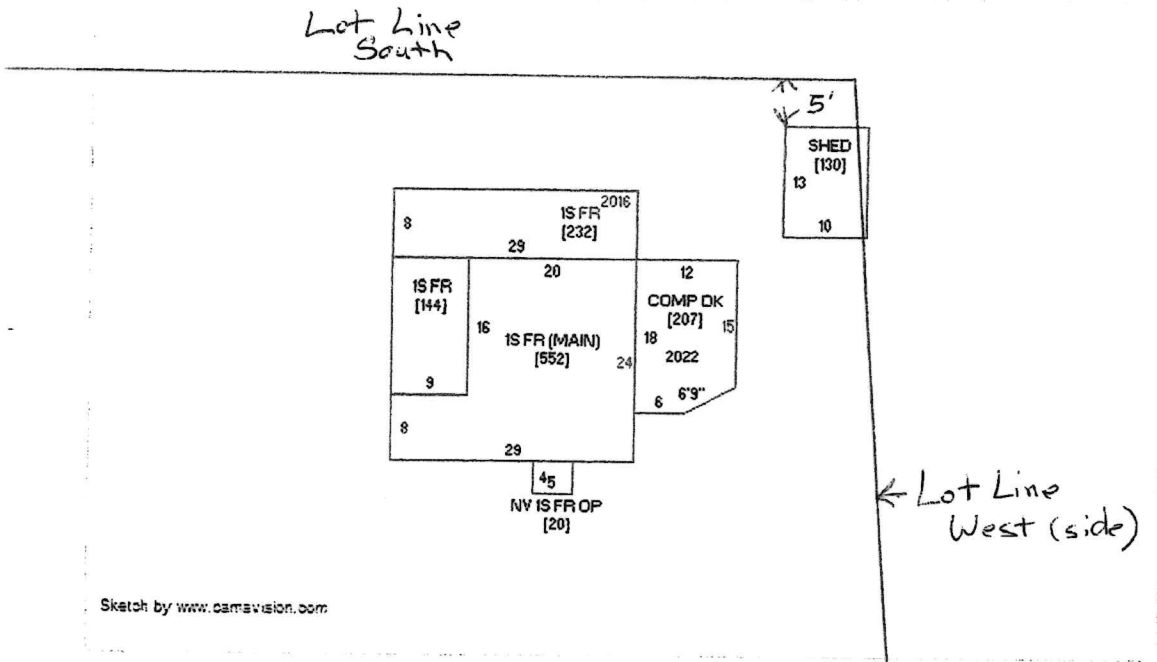 Lot Line
South
5'
SHED
[130]
13
10
2016
1S FR
[232]
8
29
20
12
1S FR
[144]
COMP DK
[207]
16
18
15
1S FR (MAIN)
[552]
24
2022
9
6
6'9"
8
29
4
5
NV 1S FR OP
[20]
Lot Line
West (side)
Sketch by www.camavision.com